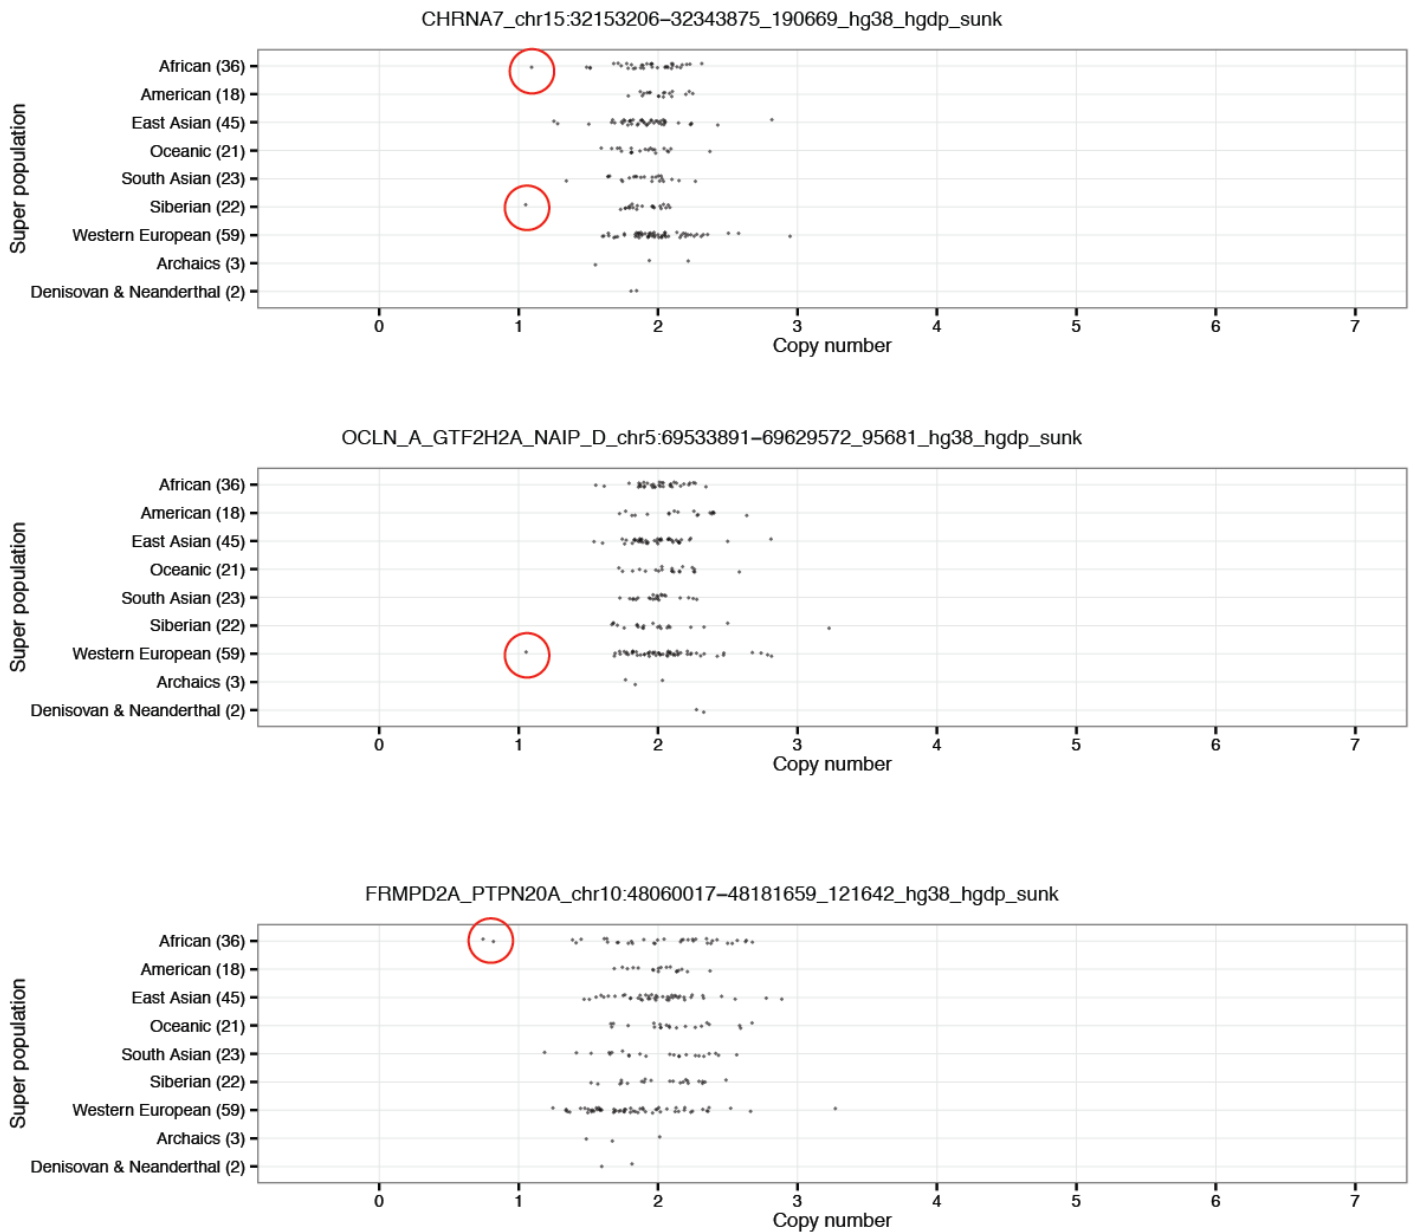 CHRNA7_chr15:32153206–32343875_190669_hg38_hgdp_sunk
Super population
African (36)
American (18)
East Asian (45)
Oceanic (21)
South Asian (23)
Siberian (22)
Western European (59)
Archaics (3)
Denisovan & Neanderthal (2)
0 1 2 3 4 5 6 7
Copy number
OCLN_A_GTF2H2A_NAIP_D_chr5:69533891–69629572_95681_hg38_hgdp_sunk
Super population
African (36)
American (18)
East Asian (45)
Oceanic (21)
South Asian (23)
Siberian (22)
Western European (59)
Archaics (3)
Denisovan & Neanderthal (2)
0 1 2 3 4 5 6 7
Copy number
FRMPD2A_PTPN20A_chr10:48060017–48181659_121642_hg38_hgdp_sunk
Super population
African (36)
American (18)
East Asian (45)
Oceanic (21)
South Asian (23)
Siberian (22)
Western European (59)
Archaics (3)
Denisovan & Neanderthal (2)
0 1 2 3 4 5 6 7
Copy number